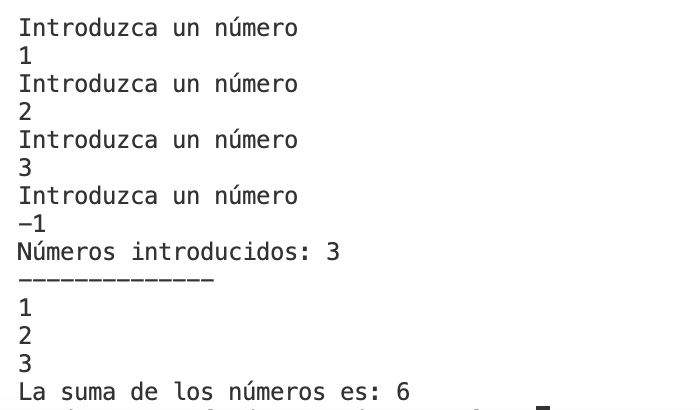 Introduzca un número
1
Introduzca un número
2
Introduzca un número
3
Introduzca un número
-1
Números introducidos: 3
--------------
1
2
3
La suma de los números es: 6